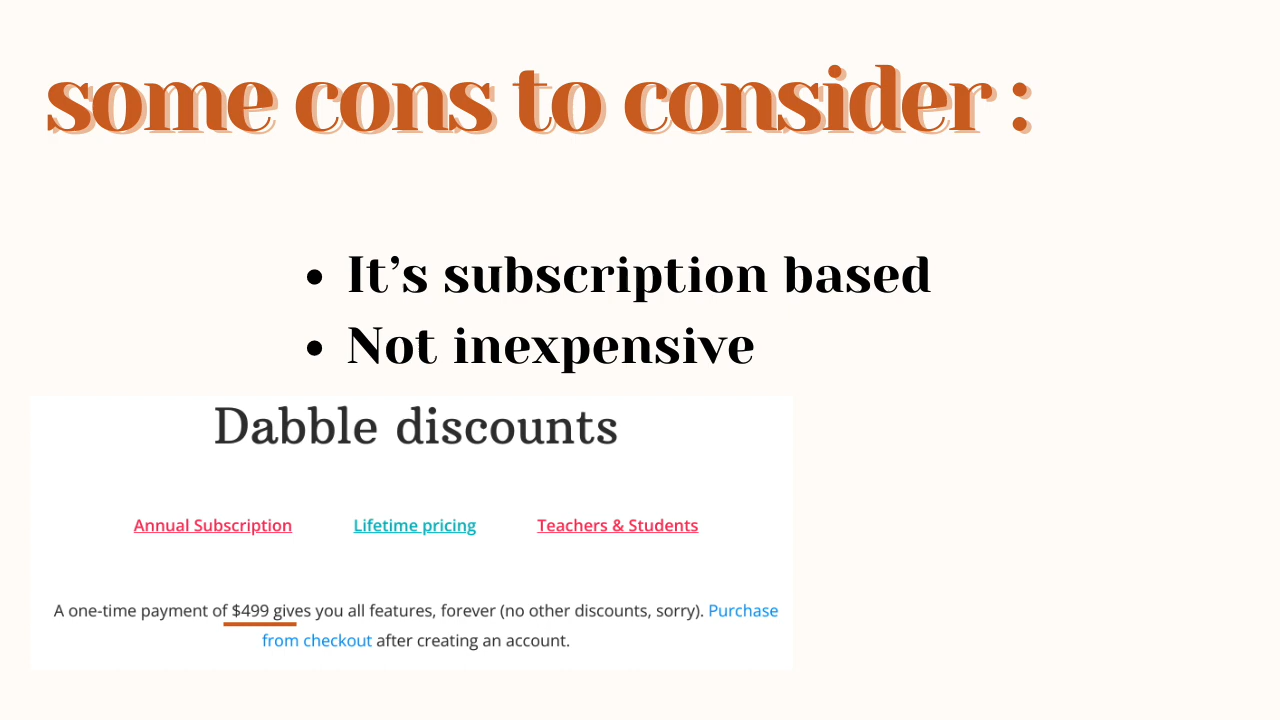 some cons to consider :
• It’s subscription based
• Not inexpensive
Dabble discounts
Annual Subscription Lifetime pricing Teachers & Students
A one-time payment of $499 gives you all features, forever (no other discounts, sorry). Purchase
from checkout after creating an account.